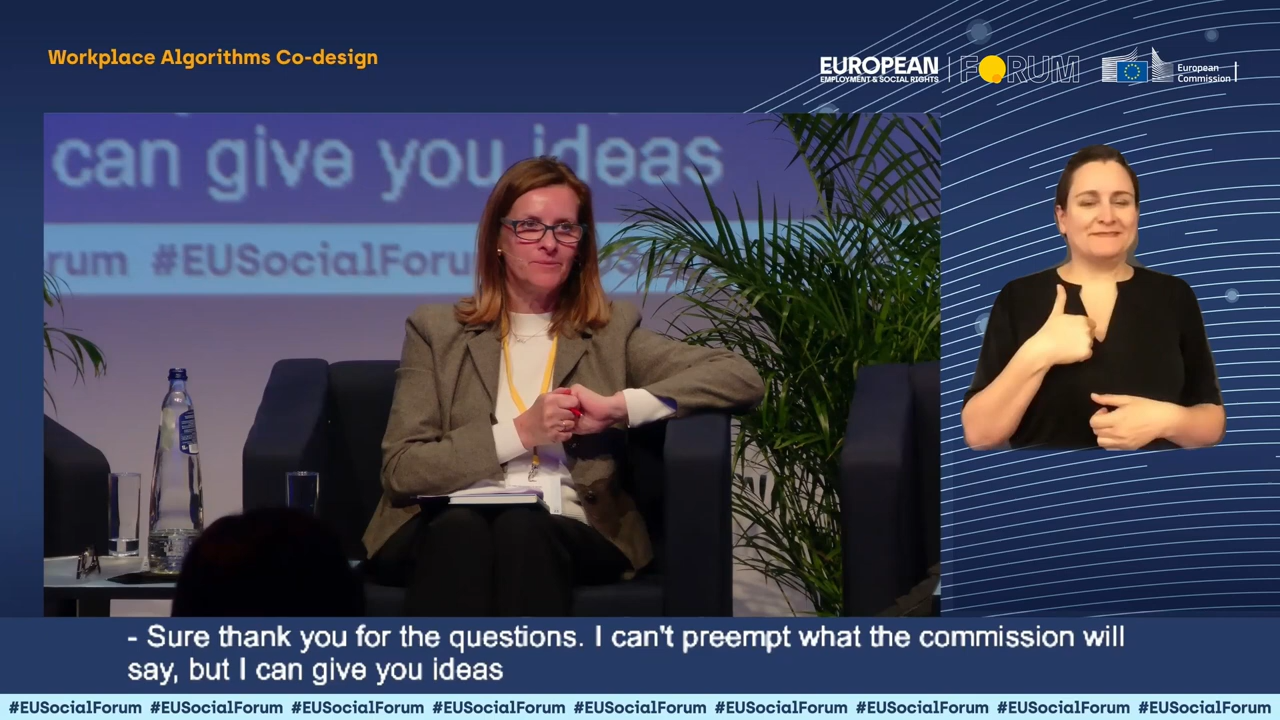 Workplace Algorithms Co-design
EUROPEAN
EMPLOYMENT & SOCIAL RIGHTS
FORUM
European
Commission
can give you ideas
rum #EUSocialForu
- Sure thank you for the questions. I can't preempt what the commission will
say, but I can give you ideas
#EUSocialForum #EUSocialForum #EUSocialForum #EUSocialForum #EUSocialForum #EUSocialForum #EUSocialForum #EUSocialForum #EUSocialForum